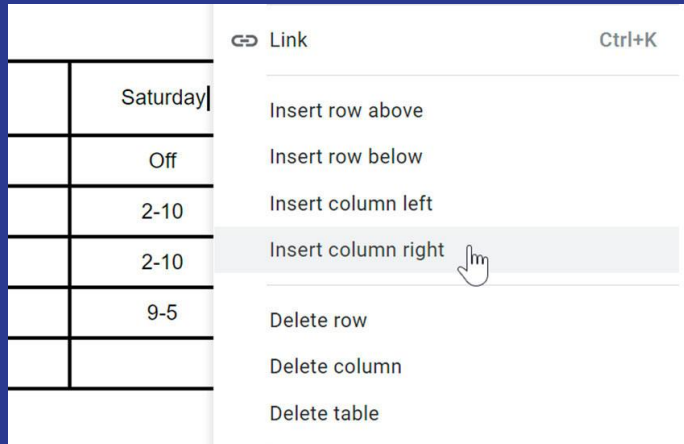 Saturday
Off
2-10
2-10
9-5
Link Ctrl+K
Insert row above
Insert row below
Insert column left
Insert column right
Delete row
Delete column
Delete table